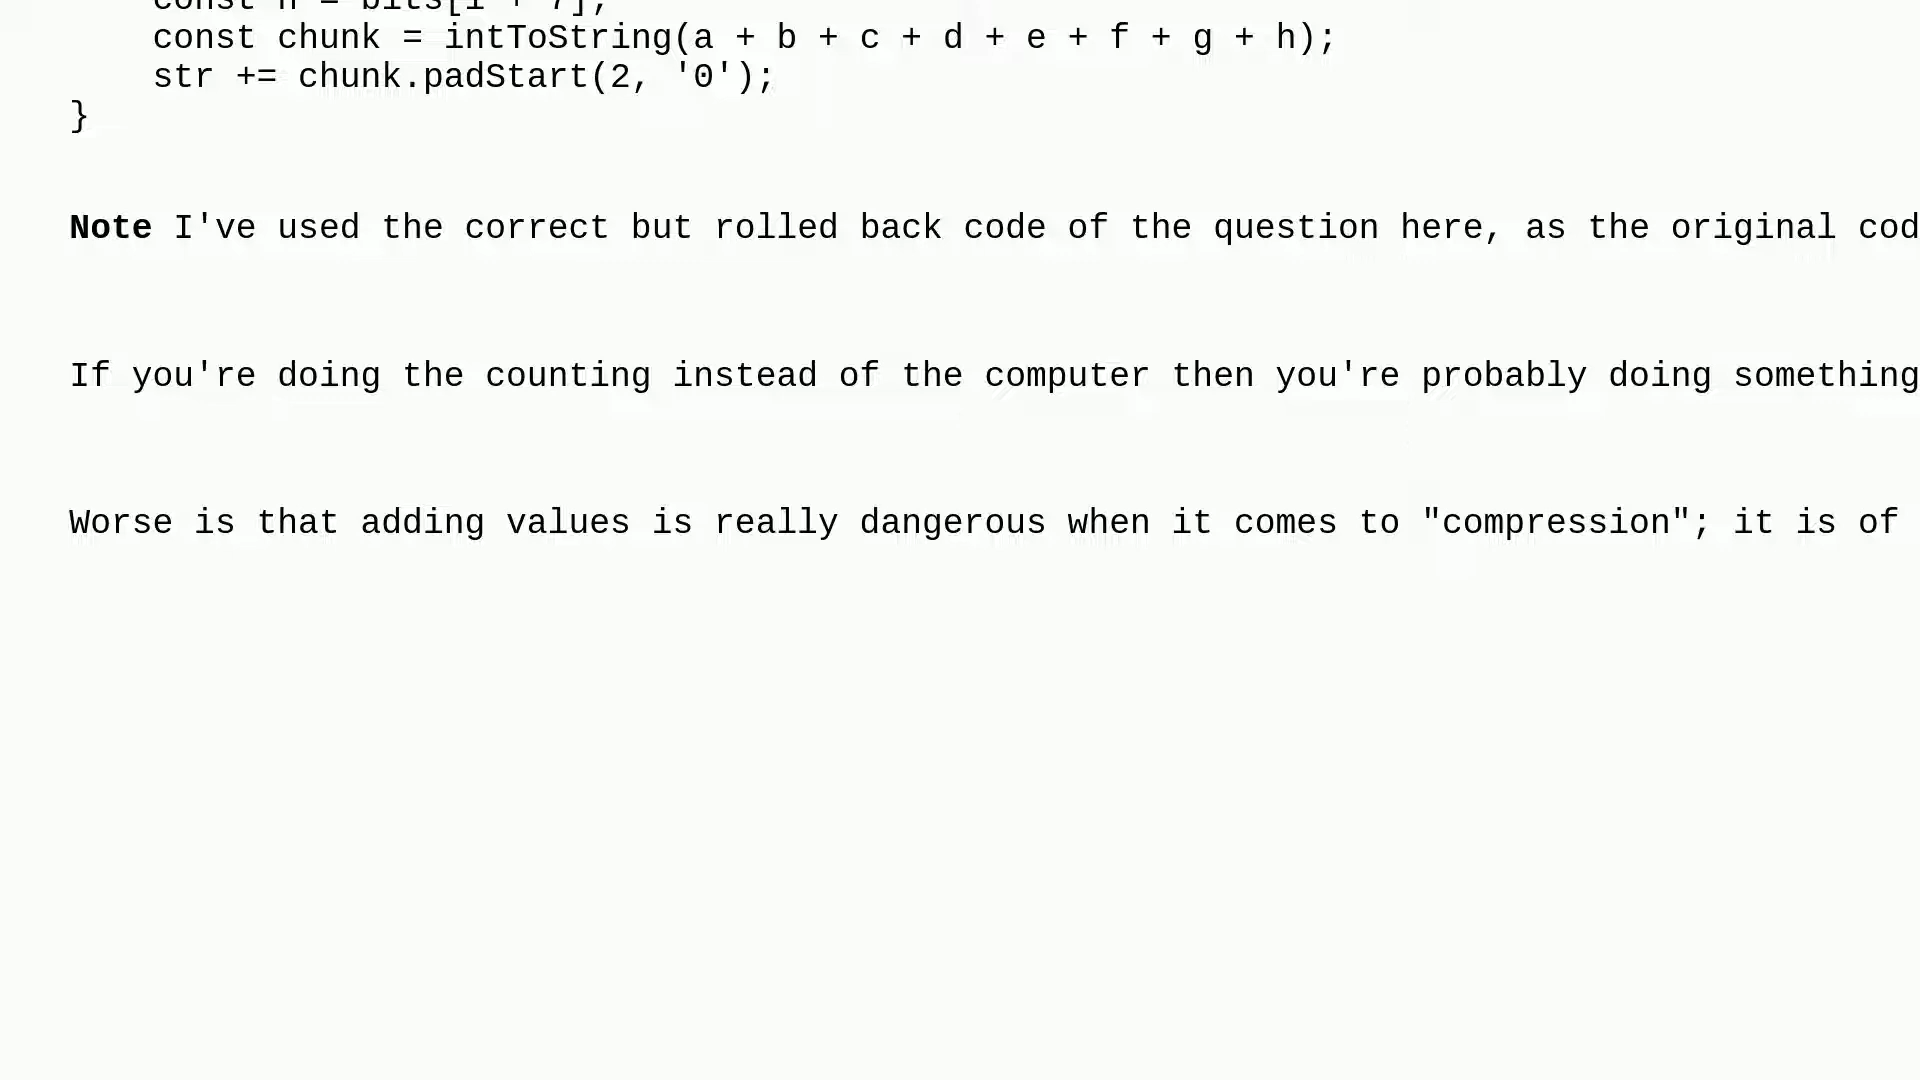 const h = bits[i + 7];
const chunk = intToString(a + b + c + d + e + f + g + h);
str += chunk.padStart(2, '0');
}
Note I've used the correct but rolled back code of the question here, as the original cod
If you're doing the counting instead of the computer then you're probably doing something
Worse is that adding values is really dangerous when it comes to "compression"; it is of